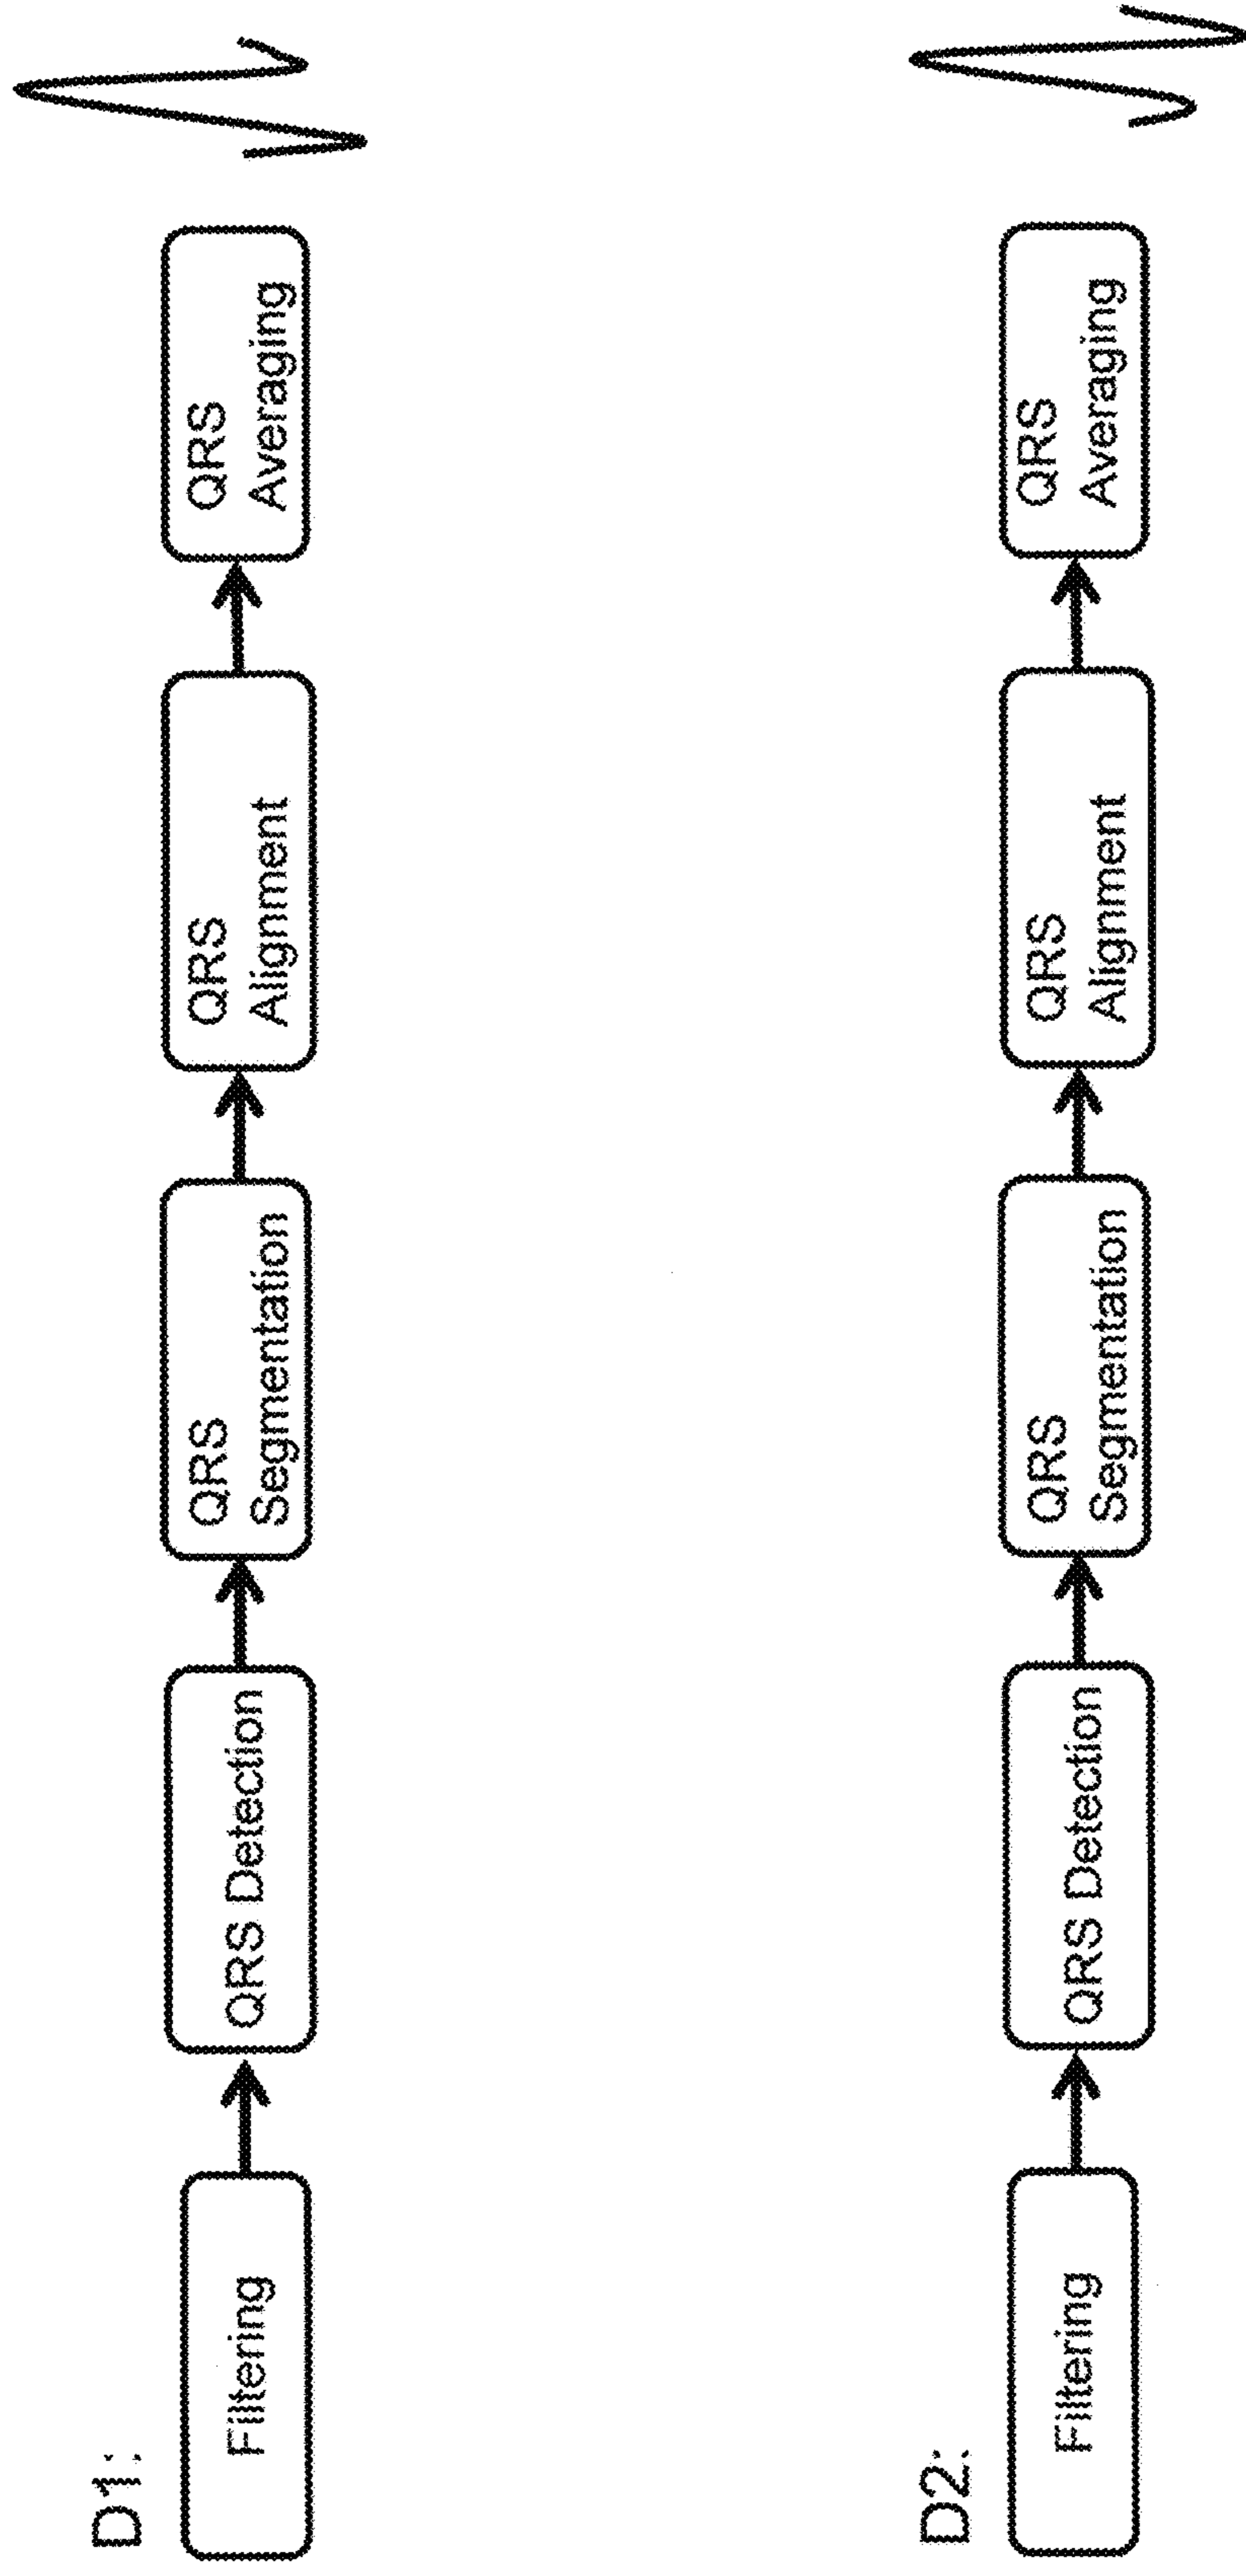 D1:
Filtering
QRS Detection
QRS
Segmentation
QRS
Alignment
QRS
Averaging
D2:
Filtering
QRS Detection
QRS
Segmentation
QRS
Alignment
QRS
Averaging